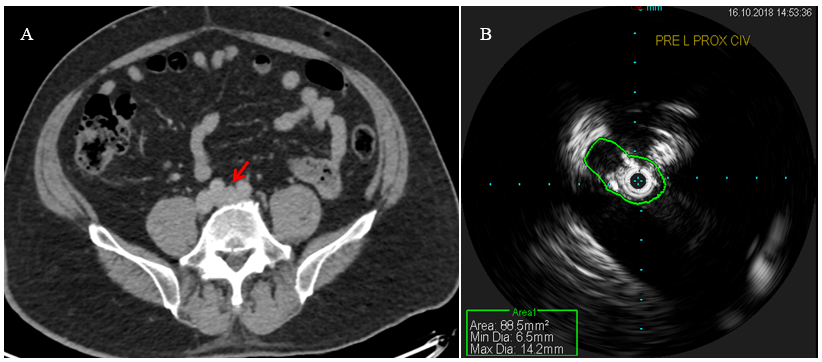 A
16.10.2018 14:53:36
mm
B
PRE L PROX CIV
Area1
Area: 88.5mm²
Min Dia: 6.5mm
Max Dia: 14.2mm